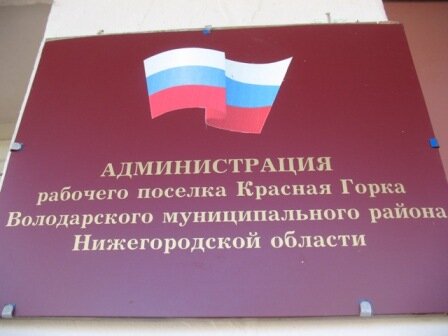 АДМИНИСТРАЦИЯ
рабочего поселка Красная Горка
Володарского муниципального района
Нижегородской области